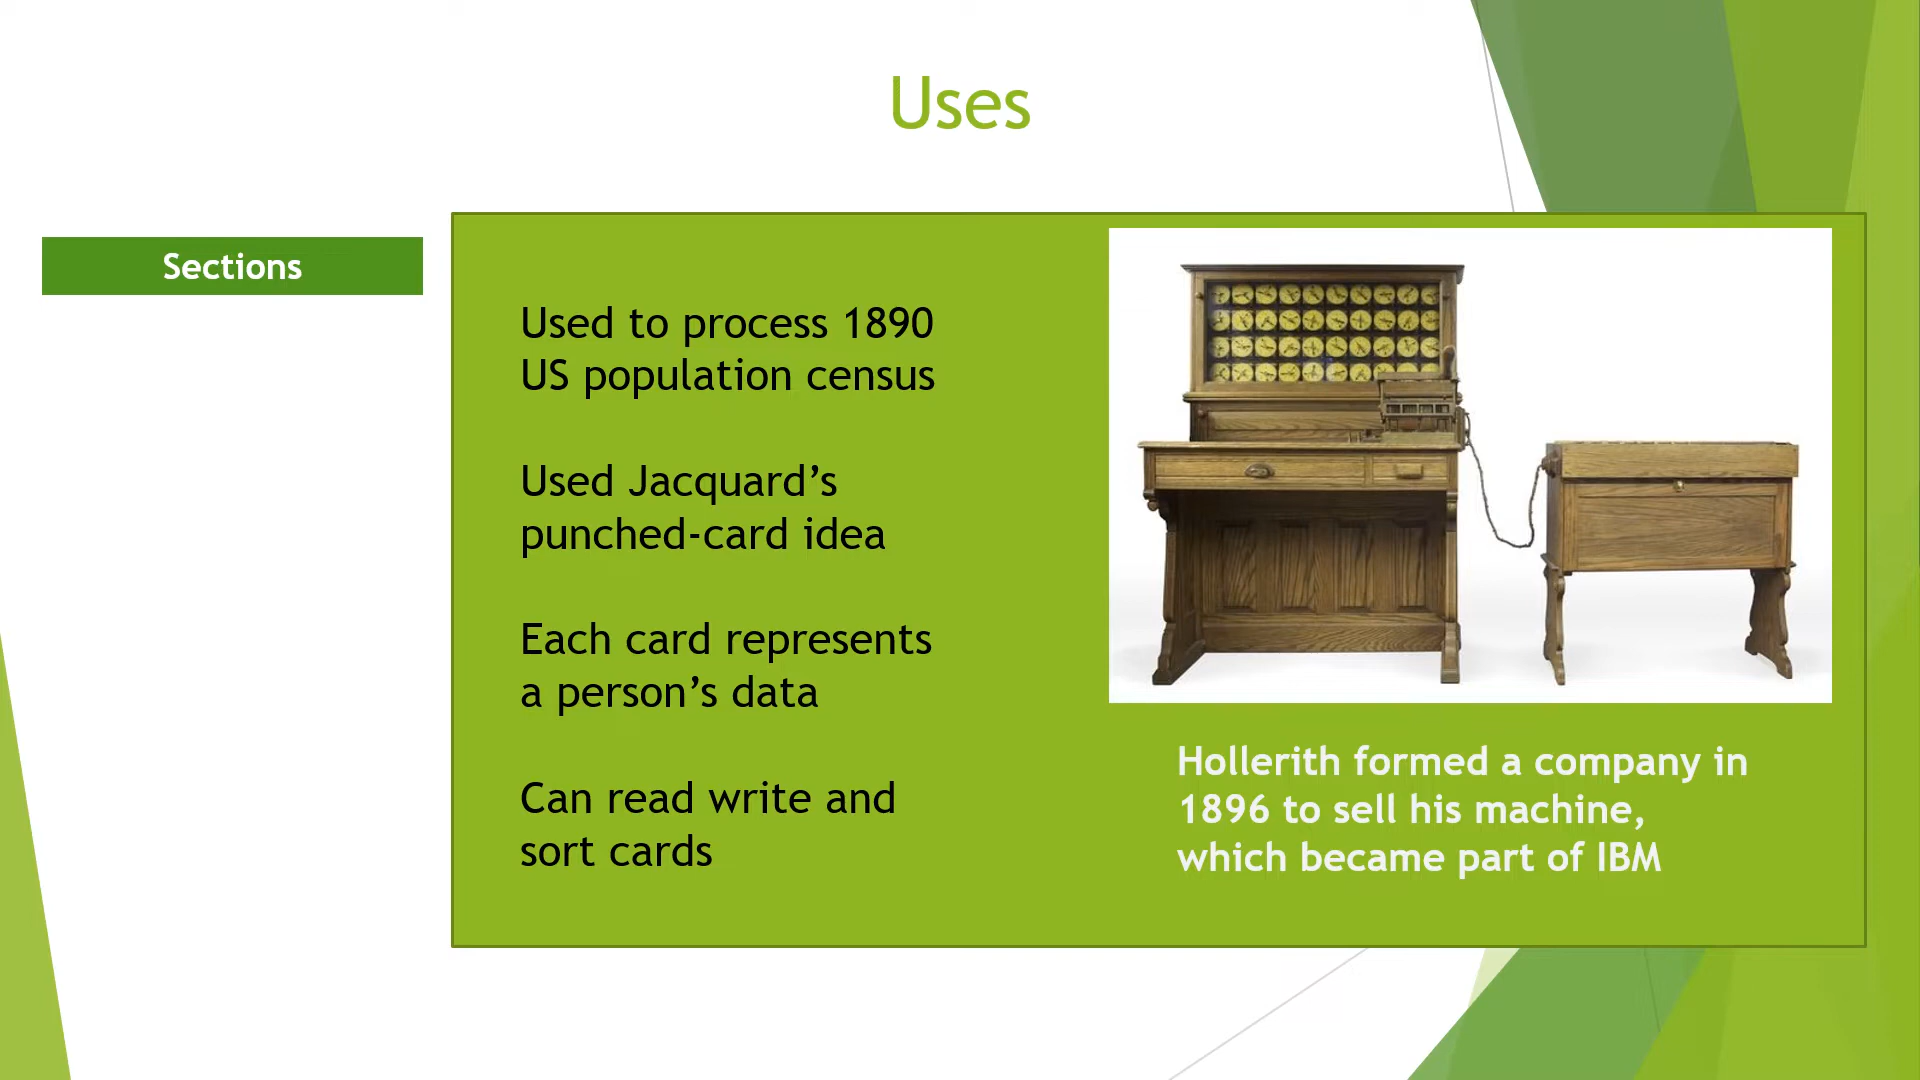 Uses
Sections
Used to process 1890
US population census
Used Jacquard’s
punched-card idea
Each card represents
a person’s data
Can read write and
sort cards
Hollerith formed a company in
1896 to sell his machine,
which became part of IBM